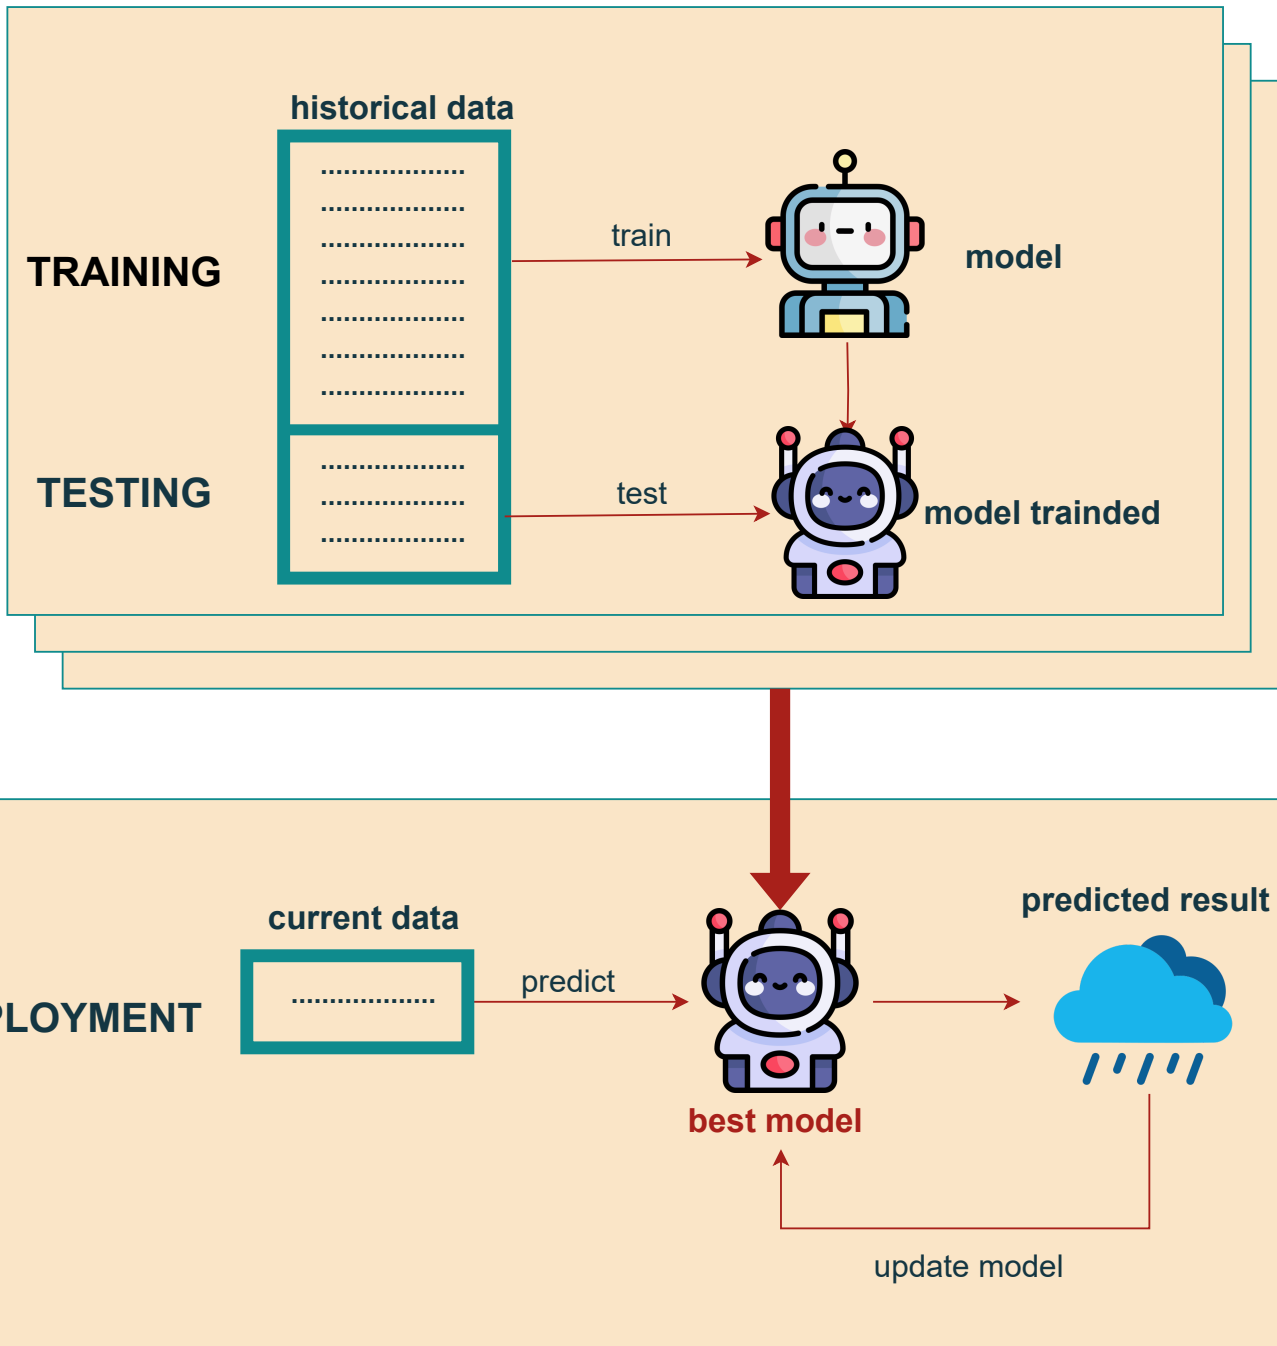 historical data
train
TRAINING
model
test
TESTING
model trainded
predicted result
current data
predict
PLOYMENT
best model
update model